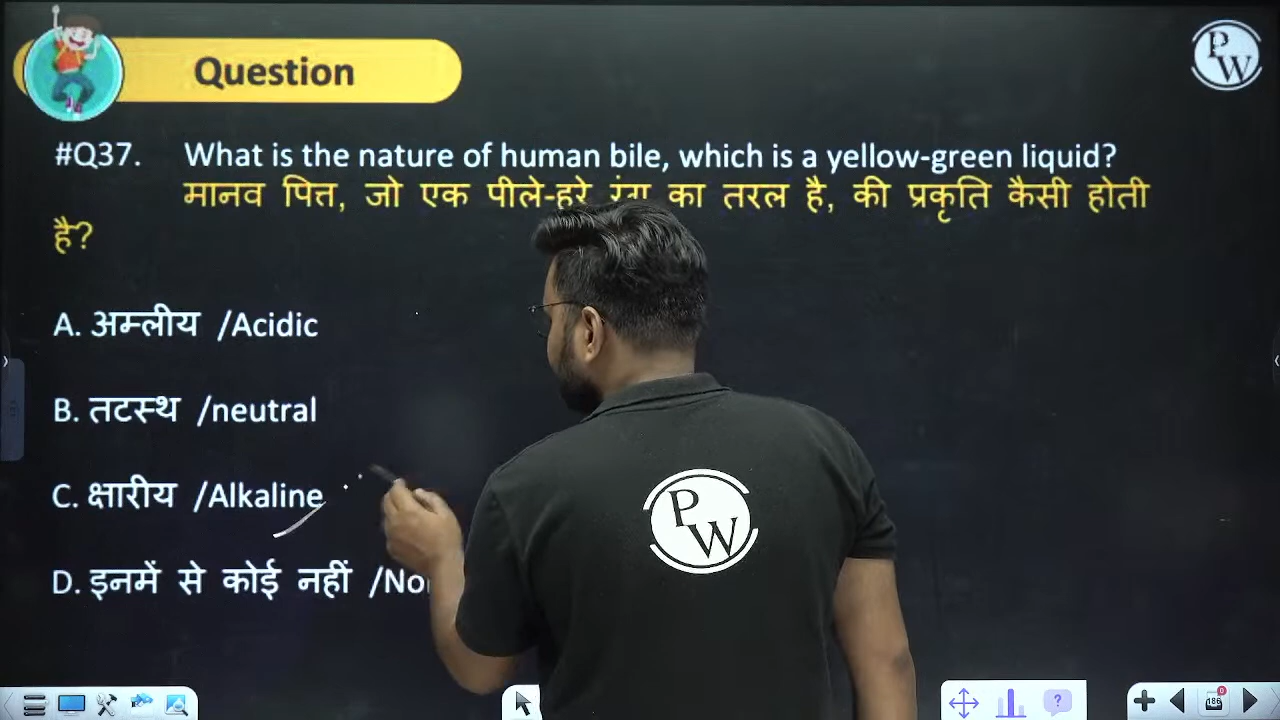 Question
PW
#Q37. What is the nature of human bile, which is a yellow-green liquid?
मानव पित्त, जो एक पीले-हरे रंग का तरल है, की प्रकृति कैसी होती
है?
A. अम्लीय /Acidic
B. तटस्थ /neutral
C. क्षारीय /Alkaline
D. इनमें से कोई नहीं
PW